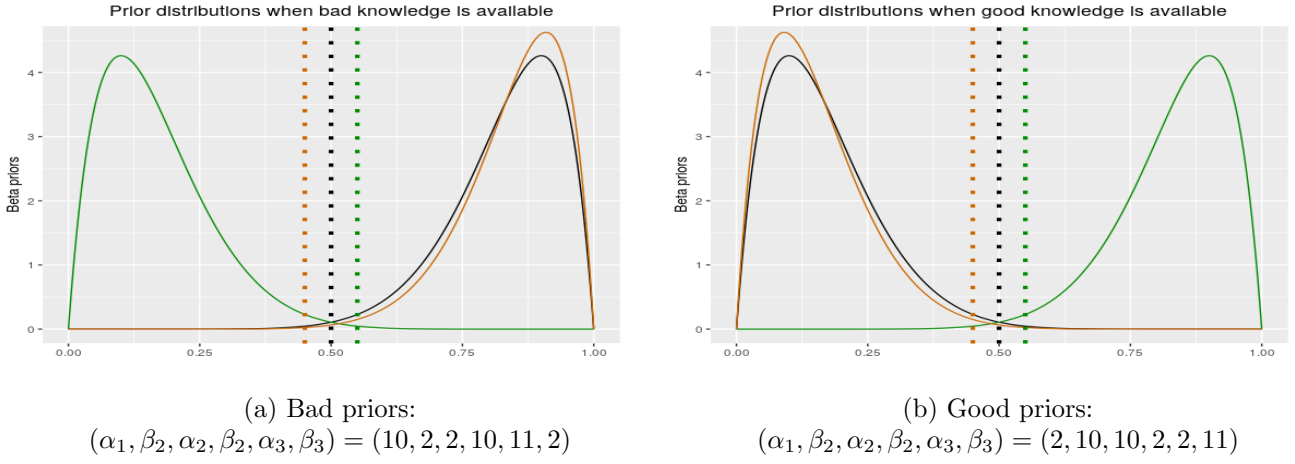 Prior distributions when bad knowledge is available
Beta priors
4
3
2
1
0
0.00 0.25 0.50 0.75 1.00
(a) Bad priors:
(α₁, β₂, α₂, β₂, α₃, β₃) = (10, 2, 2, 10, 11, 2)
Prior distributions when good knowledge is available
Beta priors
4
3
2
1
0
0.00 0.25 0.50 0.75 1.00
(b) Good priors:
(α₁, β₂, α₂, β₂, α₃, β₃) = (2, 10, 10, 2, 2, 11)